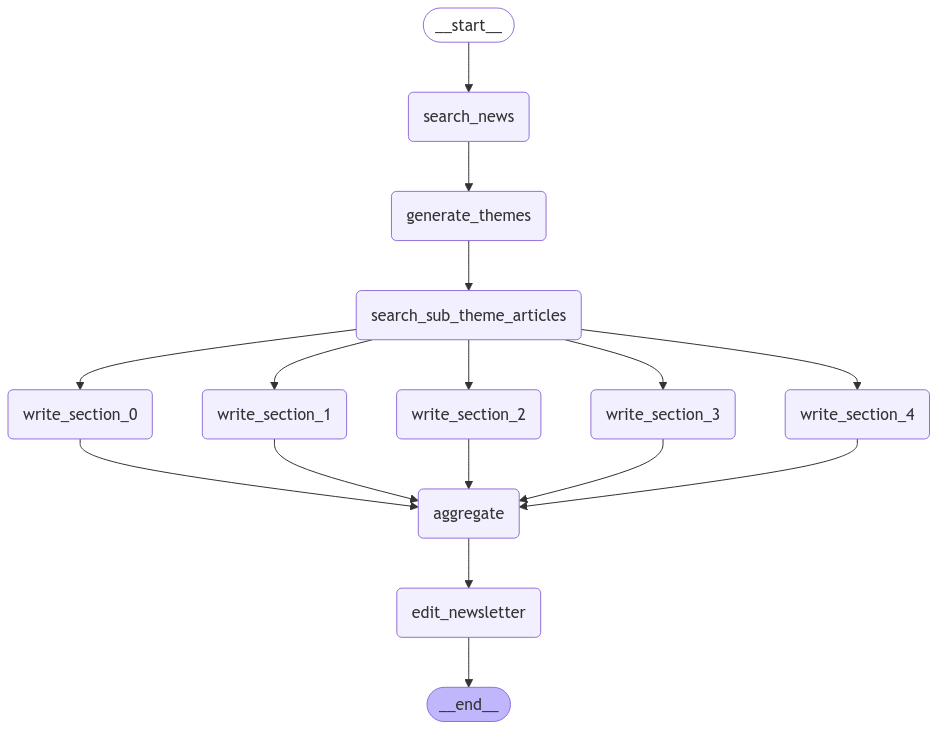 __start__
search_news
generate_themes
search_sub_theme_articles
write_section_0
write_section_1
write_section_2
write_section_3
write_section_4
aggregate
edit_newsletter
__end__